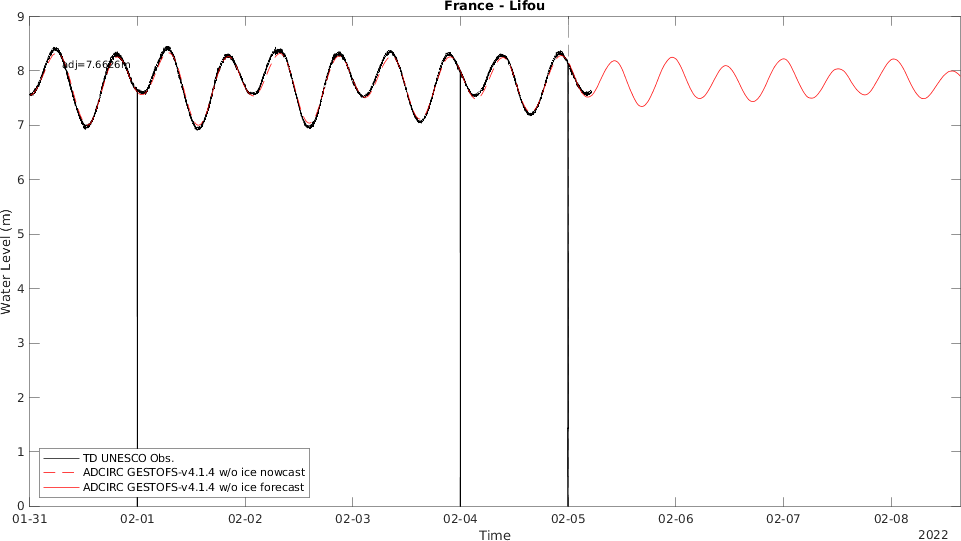 France - Lifou
9
8
7
6
5
4
3
2
1
0
Water Level (m)
adj=7.6626m
TD UNESCO Obs.
ADCIRC GESTOFS-v4.1.4 w/o ice nowcast
ADCIRC GESTOFS-v4.1.4 w/o ice forecast
01-31 02-01 02-02 02-03 02-04 02-05 02-06 02-07 02-08
Time
2022